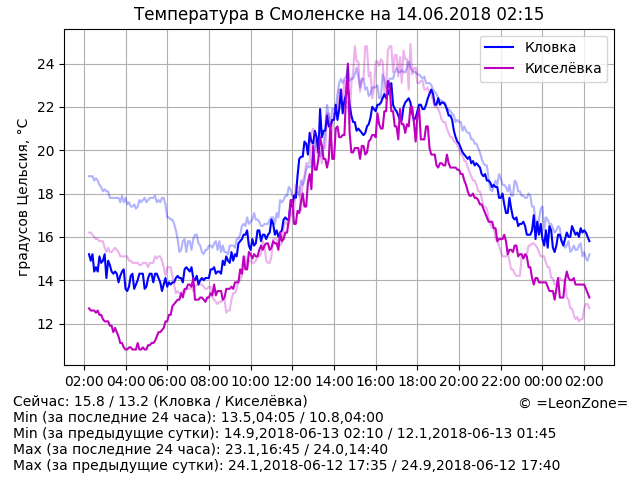 Температура в Смоленске на 14.06.2018 02:15
Кловка
Киселёвка
градусов Цельсия, °C
24
22
20
18
16
14
12
02:00 04:00 06:00 08:00 10:00 12:00 14:00 16:00 18:00 20:00 22:00 00:00 02:00
Сейчас: 15.8 / 13.2 (Кловка / Киселёвка)
© =LeonZone=
Min (за последние 24 часа): 13.5,04:05 / 10.8,04:00
Min (за предыдущие сутки): 14.9,2018-06-13 02:10 / 12.1,2018-06-13 01:45
Max (за последние 24 часа): 23.1,16:45 / 24.0,14:40
Max (за предыдущие сутки): 24.1,2018-06-12 17:35 / 24.9,2018-06-12 17:40